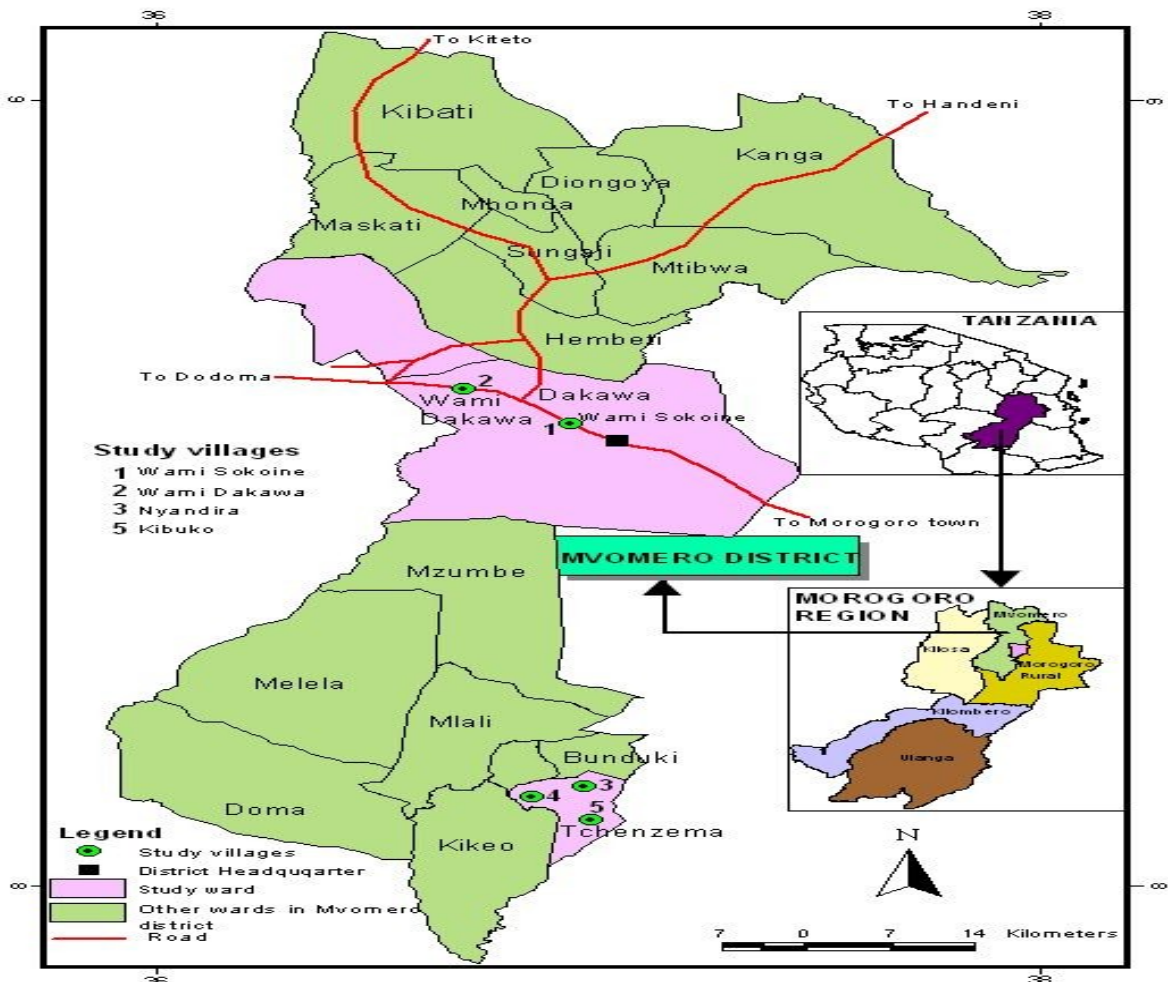 36
38
6
6
To Kiteto
Kibati
To Handeni
Kanga
Diongoya
Mhonda
Maskati
Sungaji
Mtibwa
TANZANIA
Hembeti
To Dodoma
2
Wami
Dakawa
Dakawa
Wami Sokoine
1
Study villages
1 Wami Sokoine
2 Wami Dakawa
3 Nyandira
5 Kibuko
To Morogoro town
MVOMERO DISTRICT
Mzumbe
MOROGORO
REGION
Mvomero
Kilosa
Morogoro
Rural
Kilombero
Ulanga
Melela
Mlali
Bunduki
3
4
5
Doma
Tchenzema
Kikeo
Legend
Study villages
District Headquqarter
Study ward
Other wards in Mvomero
district
Road
N
7 0 7 14 Kilometers
8
8
36
38